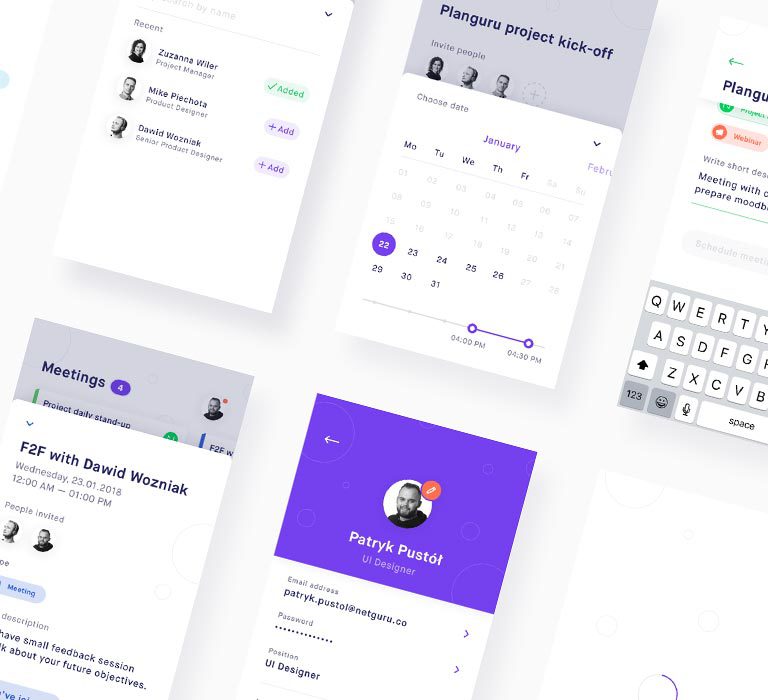 search by name
Recent
Zuzanna Wiler
Project Manager
Added
Mike Piechota
Product Designer
+ Add
Dawid Wozniak
Senior Product Designer
+ Add
Planguru project kick-off
Invite people
Choose date
January
Febru
Mo Tu We Th Fr Sa Su
01 02 03 04 05 06 07
08 09 10 11 12 13 14
15 16 17 18 19 20 21
22 23 24 25 26 27 28
29 30 31
04:00 PM 04:30 PM
Planguru
Project
Webinar
Write short des
Meeting with c
prepare moodb
Schedule meetin
Q W E R T Y
A S D F G
Z X C V B
123 space
Meetings 4
Project daily stand-up
F2F w
F2F with Dawid Wozniak
Wednesday, 23.01.2018
12:00 AM — 01:00 PM
People invited
pe
Meeting
description
have small feedback session
lk about your future objectives.
Patryk Pustół
UI Designer
Email address
patryk.pustol@netguru.co
Password
Position
UI Designer